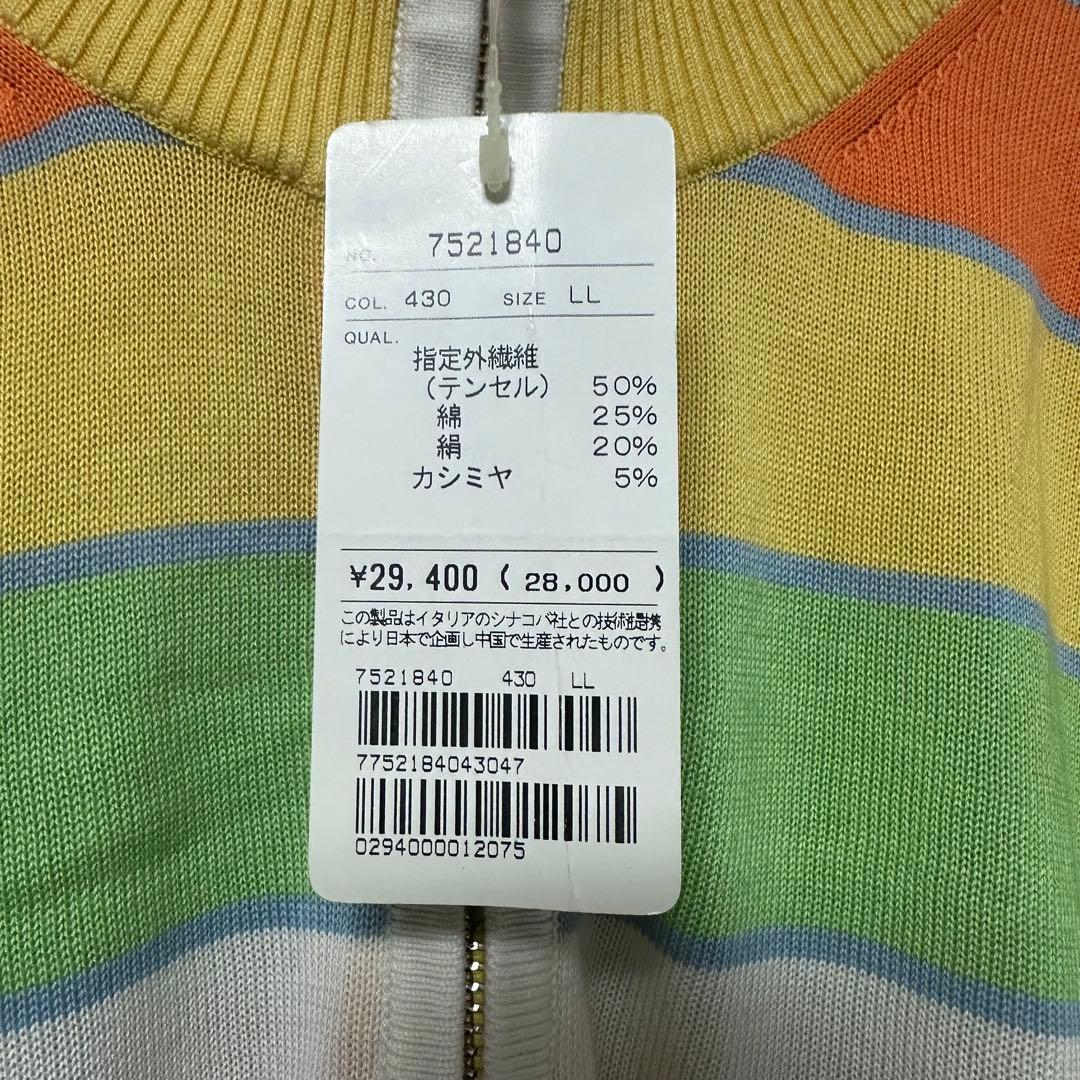 NO. 7521840
COL. 430 SIZE LL
QUAL.
指定外繊維
(テンセル) 50%
綿 25%
絹 20%
カシミヤ 5%
¥29,400 ( 28,000 )
この製品はイタリアのシナコバ社との技術提携
により日本で企画し中国で生産されたものです。
7521840 430 LL
7752184043047
0294000012075